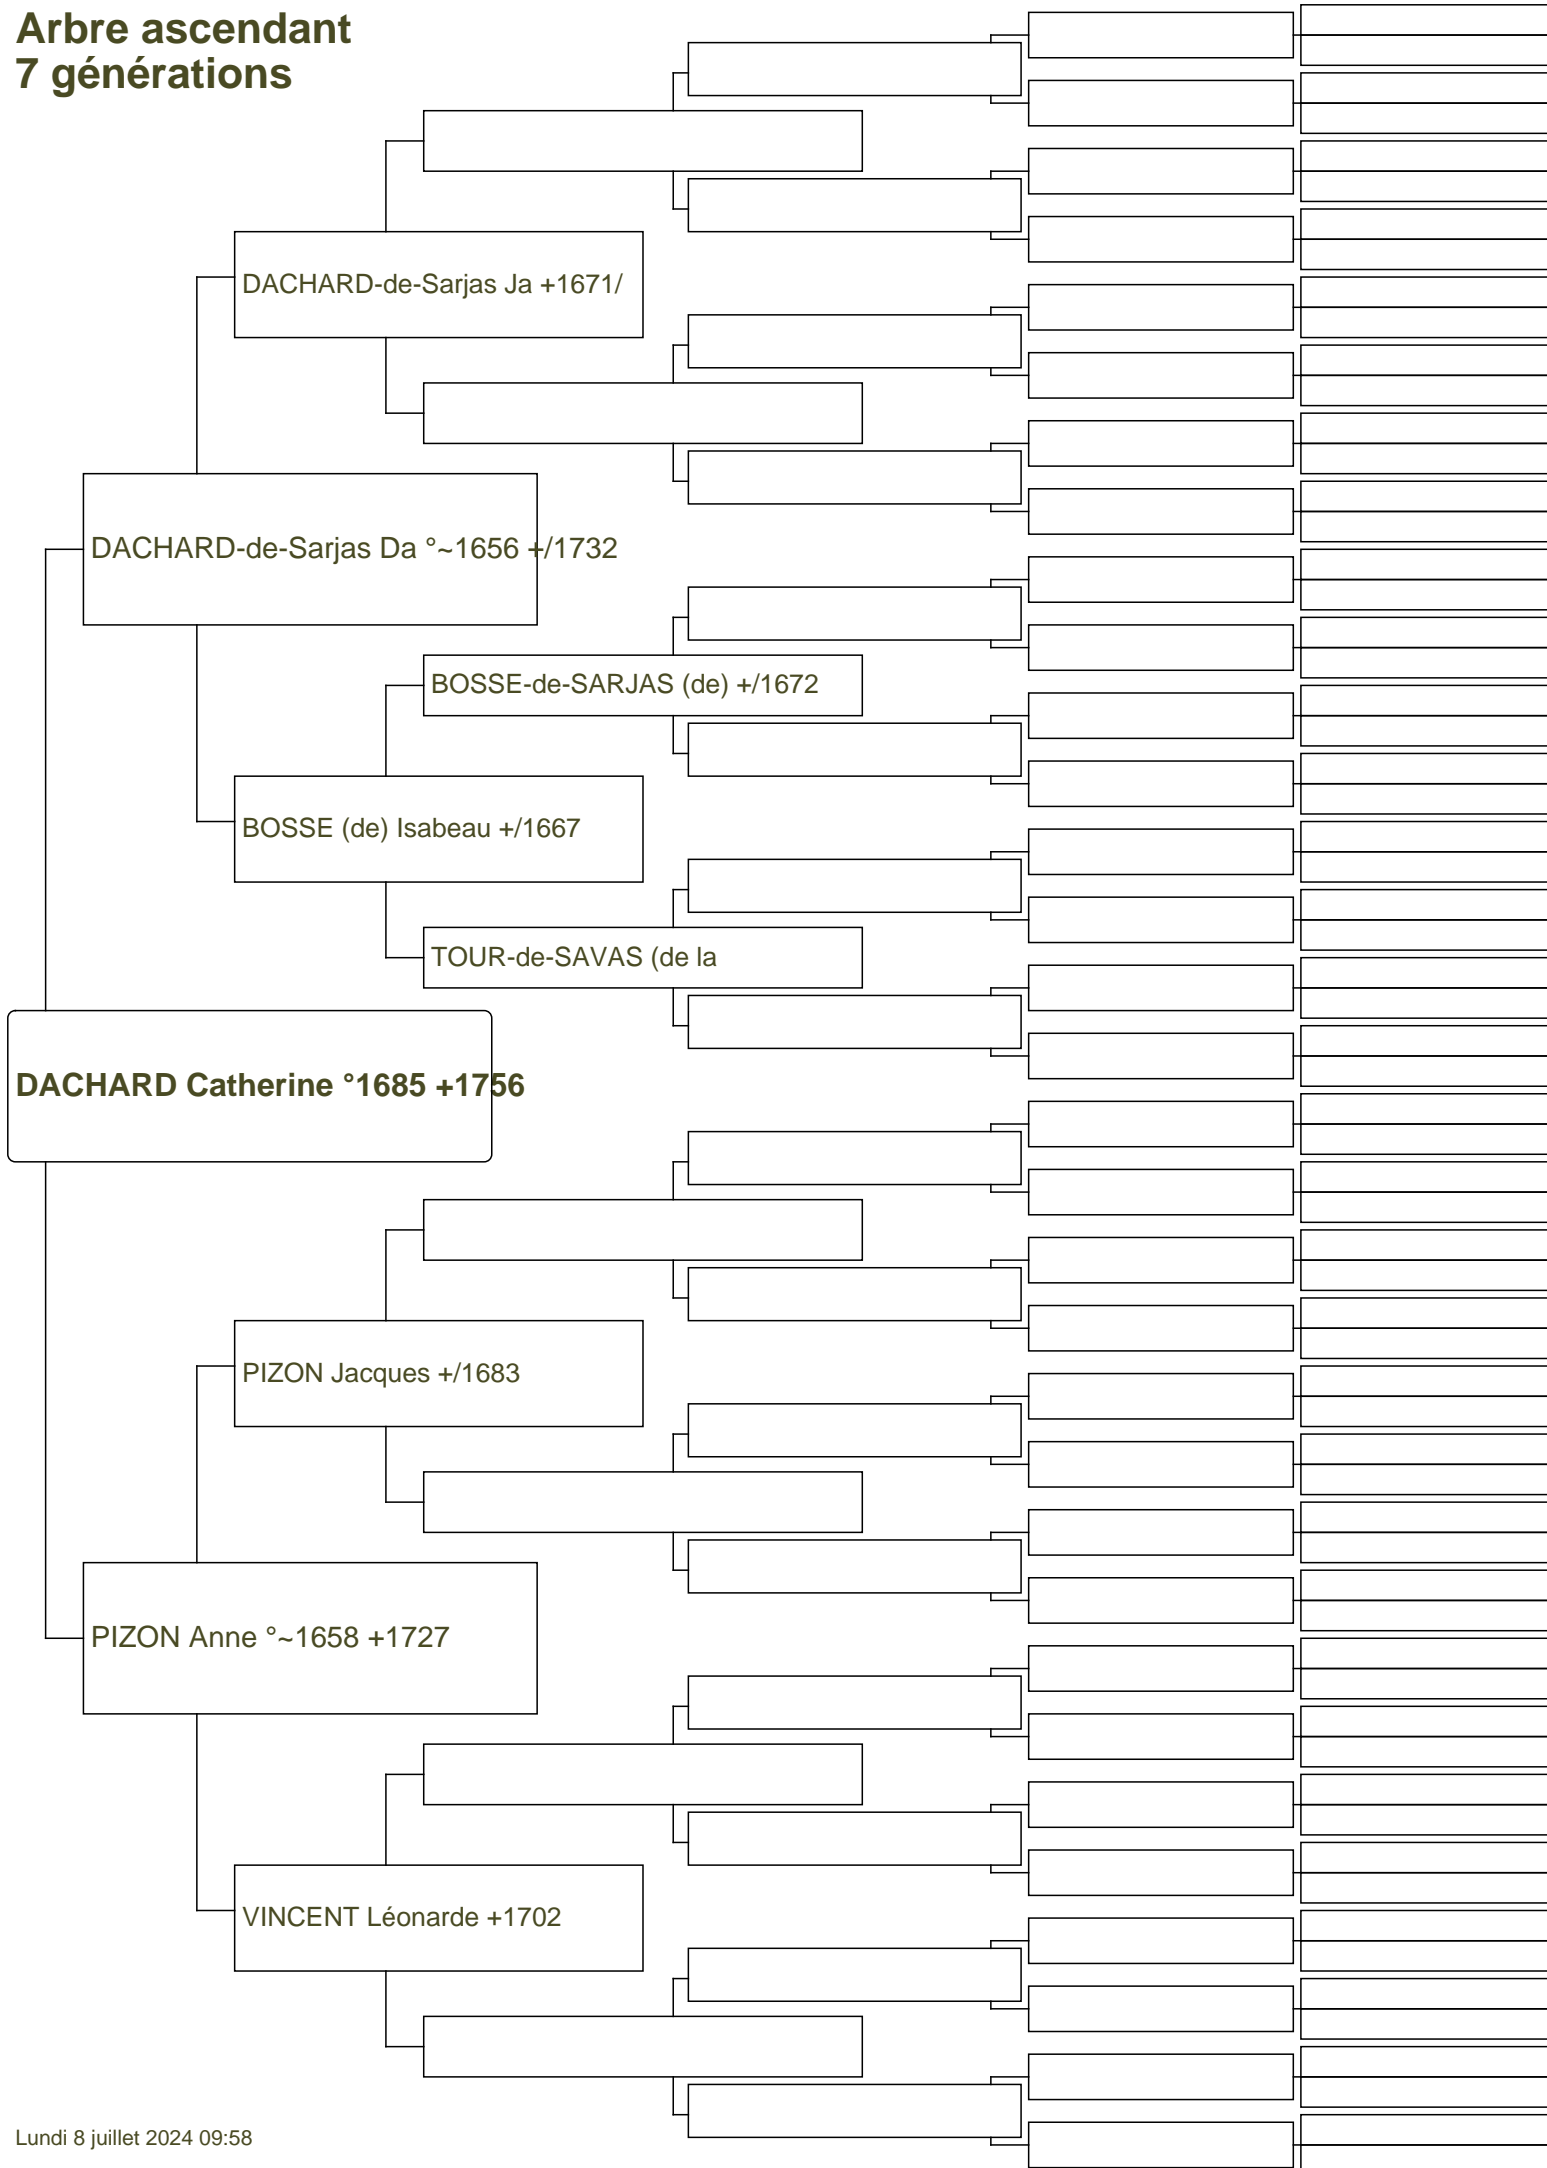 Arbre ascendant
7 générations
DACHARD-de-Sarjas Ja +1671/
DACHARD-de-Sarjas Da °~1656 +/1732
BOSSE-de-SARJAS (de) +/1672
BOSSE (de) Isabeau +/1667
TOUR-de-SAVAS (de la
DACHARD Catherine °1685 +1756
PIZON Jacques +/1683
PIZON Anne °~1658 +1727
VINCENT Léonarde +1702
Lundi 8 juillet 2024 09:58